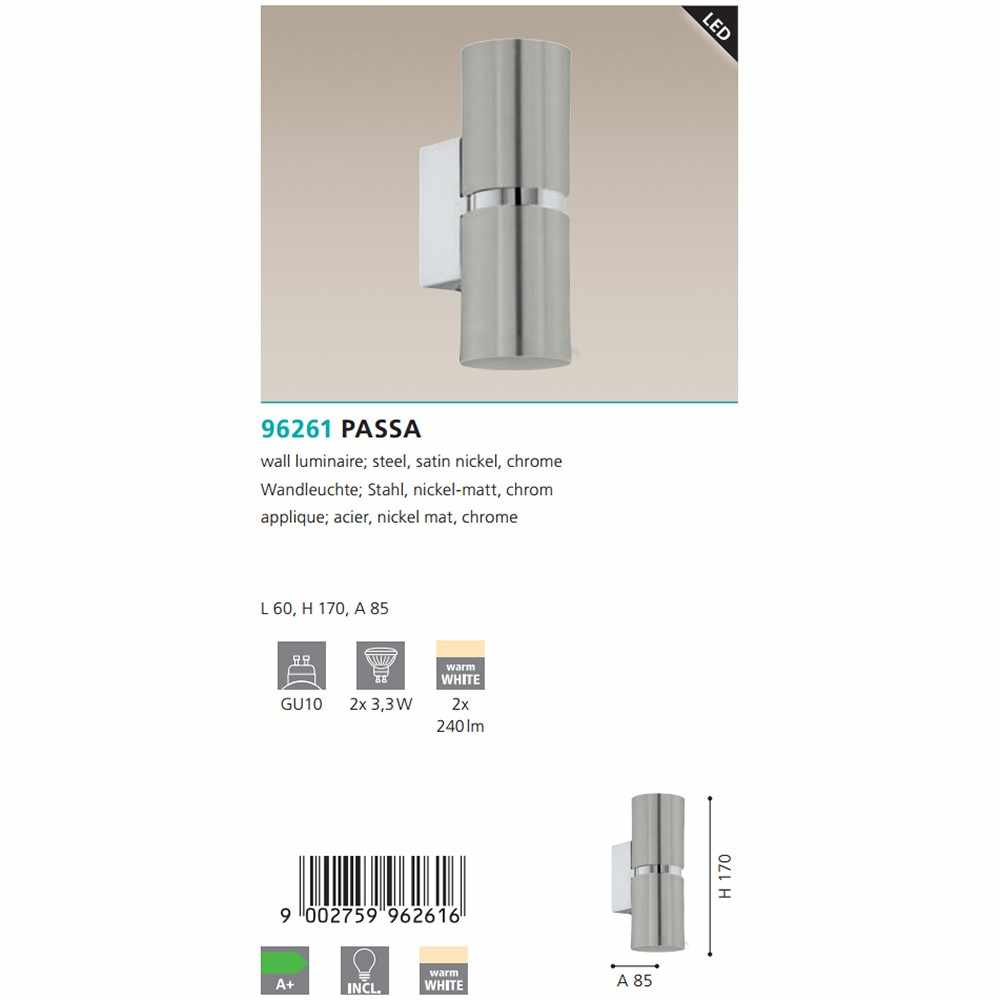 LED
96261 PASSA
wall luminaire; steel, satin nickel, chrome
Wandleuchte; Stahl, nickel-matt, chrom
applique; acier, nickel mat, chrome
L 60, H 170, A 85
warm
WHITE
GU10
2x 3,3 W
2x
240 lm
H 170
A 85
9 002759 962616
A+
INCL.
warm
WHITE